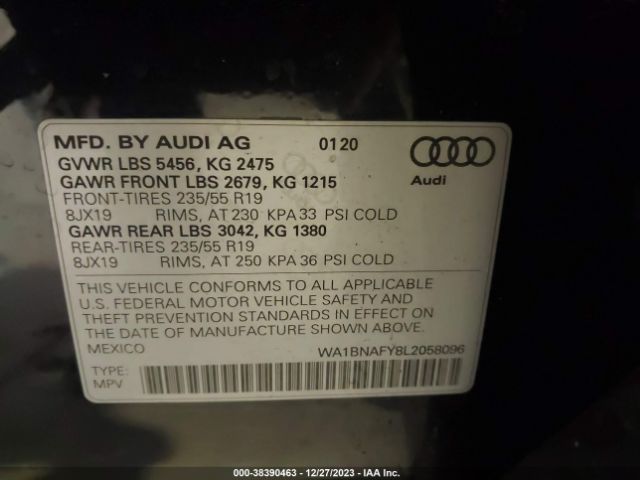 MFD. BY AUDI AG 0120
GVWR LBS 5456, KG 2475
GAWR FRONT LBS 2679, KG 1215
Audi
FRONT-TIRES 235/55 R19
8JX19 RIMS, AT 230 KPA 33 PSI COLD
GAWR REAR LBS 3042, KG 1380
REAR-TIRES 235/55 R19
8JX19 RIMS, AT 250 KPA 36 PSI COLD
THIS VEHICLE CONFORMS TO ALL APPLICABLE
U.S. FEDERAL MOTOR VEHICLE SAFETY AND
THEFT PREVENTION STANDARDS IN EFFECT ON
THE DATE OF MANUFACTURE SHOWN ABOVE.
MEXICO WA1BNAFY8L2058096
TYPE:
MPV
000-38390463 - 12/27/2023 - IAA Inc.